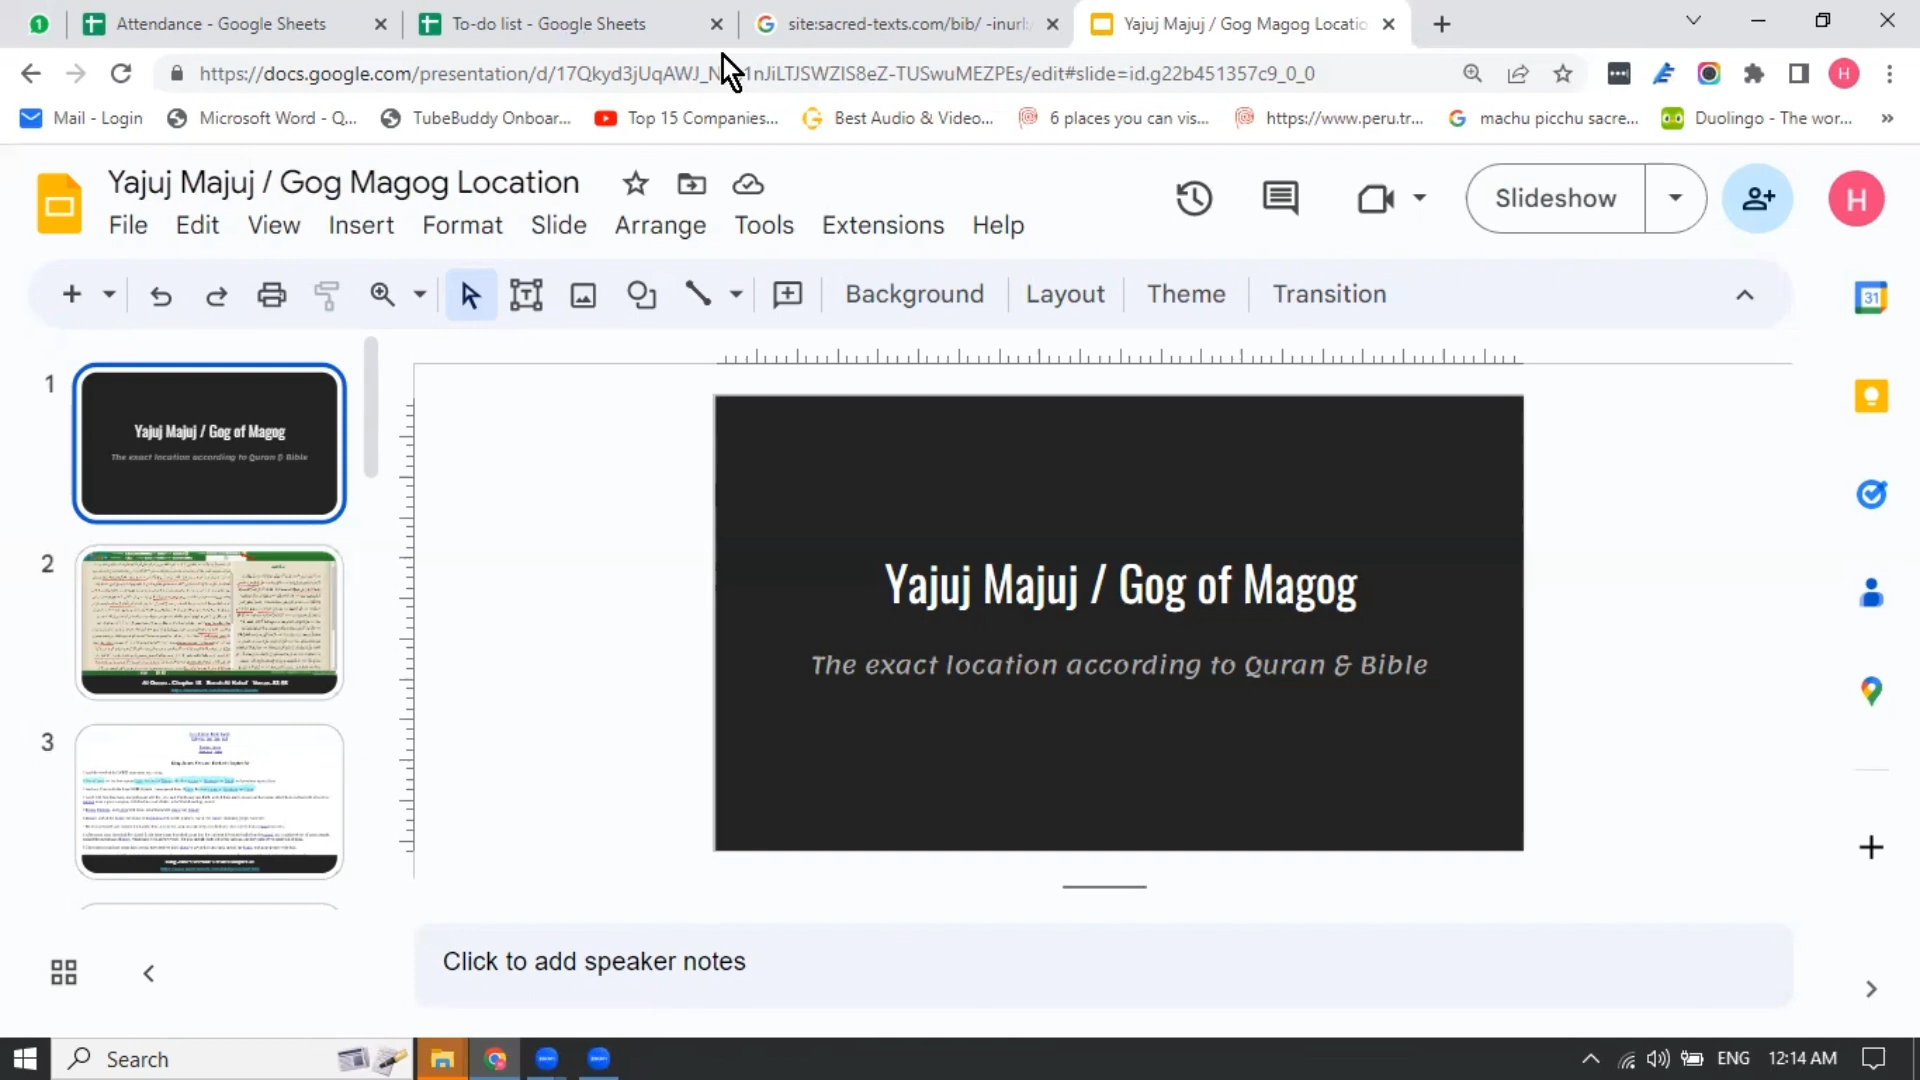 1
Attendance - Google Sheets
To-do list - Google Sheets
site:sacred-texts.com/bib/ -inurl:
Yajuj Majuj / Gog Magog Locatio
docs.google.com/presentation/d/17Qkyd3jUqAWJ_
1nJiLTJSWZIS8eZ-TUSwuMEZPEs/edit#slide=id.g22b451357c9_0_0
H
Mail - Login
Microsoft Word - Q...
TubeBuddy Onboar...
Top 15 Companies...
Best Audio & Video...
6 places you can vis...
https://www.peru.tr...
machu picchu sacre...
Duolingo - The wor...
»
Yajuj Majuj / Gog Magog Location
Slideshow
H
File Edit View Insert Format Slide Arrange Tools Extensions Help
Background Layout Theme Transition
31
1
Yajuj Majuj / Gog of Magog
The exact location according to Quran & Bible
2
3
Yajuj Majuj / Gog of Magog
The exact location according to Quran & Bible
Click to add speaker notes
Search
ENG
12:14 AM